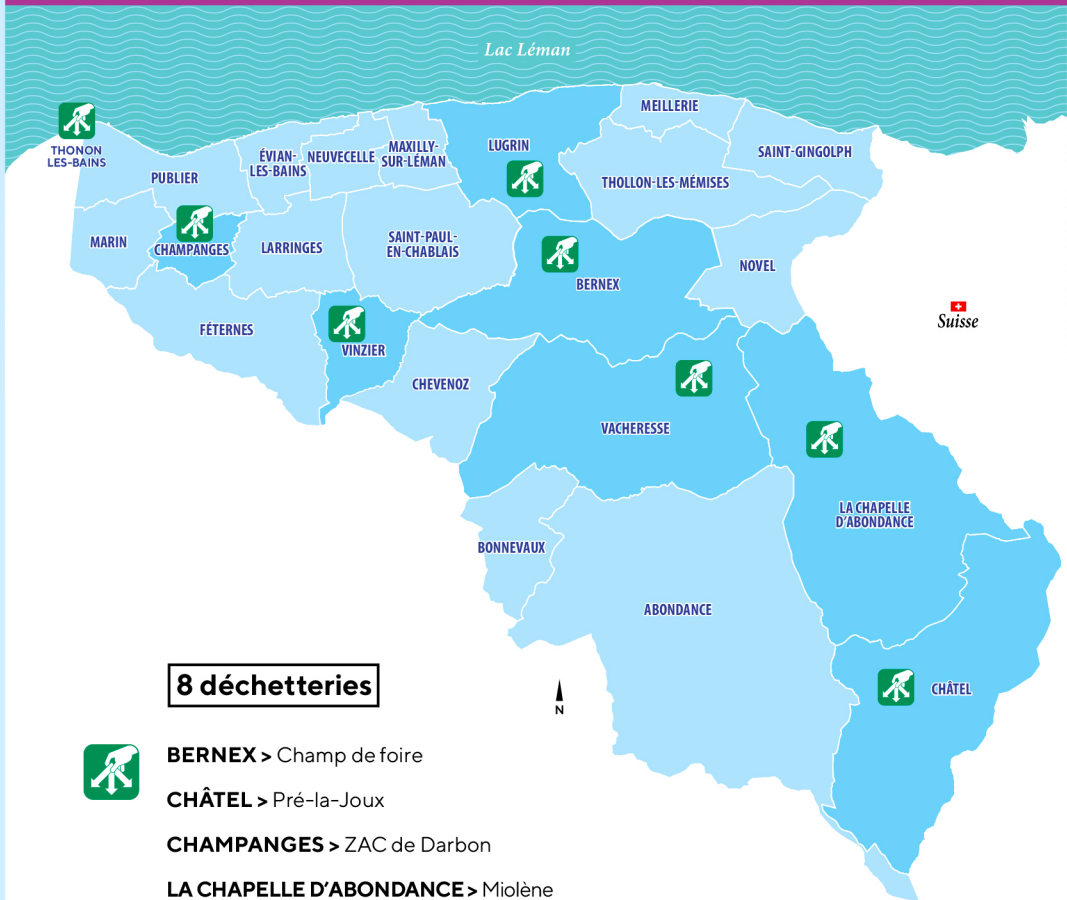 Lac Léman
MEILLERIE
THONON
LES-BAINS
PUBLIER
ÉVIAN-
LES-BAINS
NEUVECELLE
MAXILLY-
SUR-LÉMAN
LUGRIN
SAINT-GINGOLPH
THOLLON-LES-MÉMISES
MARIN
CHAMPANGES
LARRINGES
SAINT-PAUL-
EN-CHABLAIS
BERNEX
NOVEL
Suisse
FÉTERNES
VINZIER
CHEVENOZ
VACHERESSE
LA CHAPELLE
D'ABONDANCE
BONNEVAUX
ABONDANCE
CHÂTEL
N
8 déchetteries
BERNEX > Champ de foire
CHÂTEL > Pré-la-Joux
CHAMPANGES > ZAC de Darbon
LA CHAPELLE D'ABONDANCE > Miolène